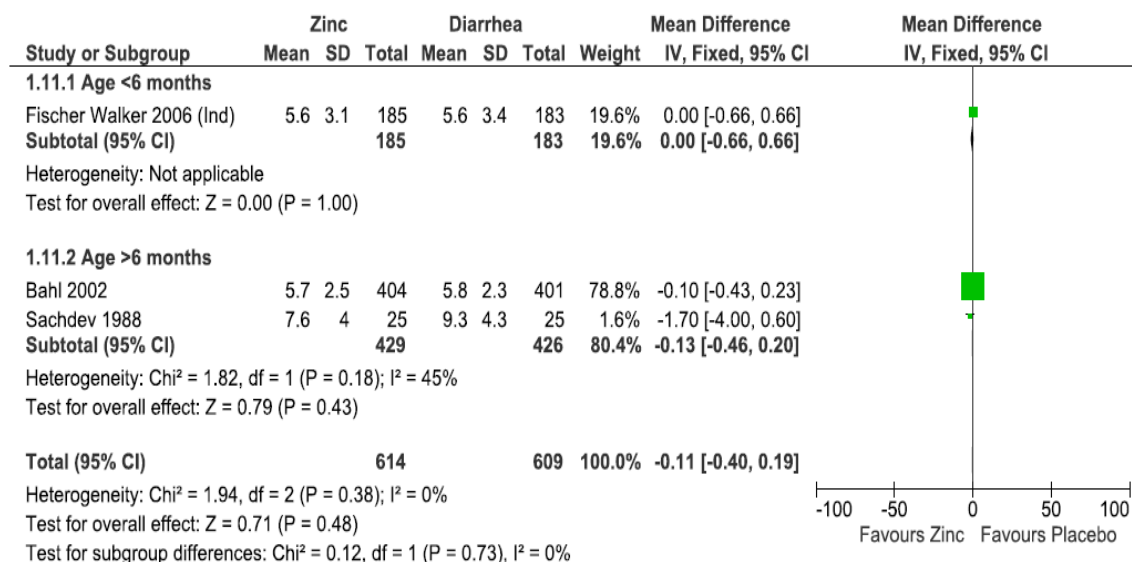 Zinc Diarrhea Mean Difference Mean Difference
Study or Subgroup Mean SD Total Mean SD Total Weight IV, Fixed, 95% CI IV, Fixed, 95% CI
1.11.1 Age <6 months
Fischer Walker 2006 (Ind) 5.6 3.1 185 5.6 3.4 183 19.6% 0.00 [-0.66, 0.66]
Subtotal (95% CI) 185 183 19.6% 0.00 [-0.66, 0.66]
Heterogeneity: Not applicable
Test for overall effect: Z = 0.00 (P = 1.00)
1.11.2 Age >6 months
Bahl 2002 5.7 2.5 404 5.8 2.3 401 78.8% -0.10 [-0.43, 0.23]
Sachdev 1988 7.6 4 25 9.3 4.3 25 1.6% -1.70 [-4.00, 0.60]
Subtotal (95% CI) 429 426 80.4% -0.13 [-0.46, 0.20]
Heterogeneity: Chi² = 1.82, df = 1 (P = 0.18); I² = 45%
Test for overall effect: Z = 0.79 (P = 0.43)
Total (95% CI) 614 609 100.0% -0.11 [-0.40, 0.19]
Heterogeneity: Chi² = 1.94, df = 2 (P = 0.38); I² = 0%
Test for overall effect: Z = 0.71 (P = 0.48)
Test for subgroup differences: Chi² = 0.12, df = 1 (P = 0.73), I² = 0%
-100 -50 0 50 100
Favours Zinc Favours Placebo